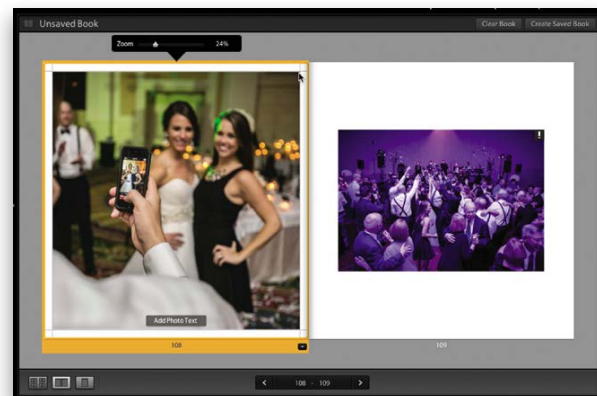 Unsaved Book
Clear Book
Create Saved Book
Zoom
24%
Add Photo Text
108
109
108 - 109